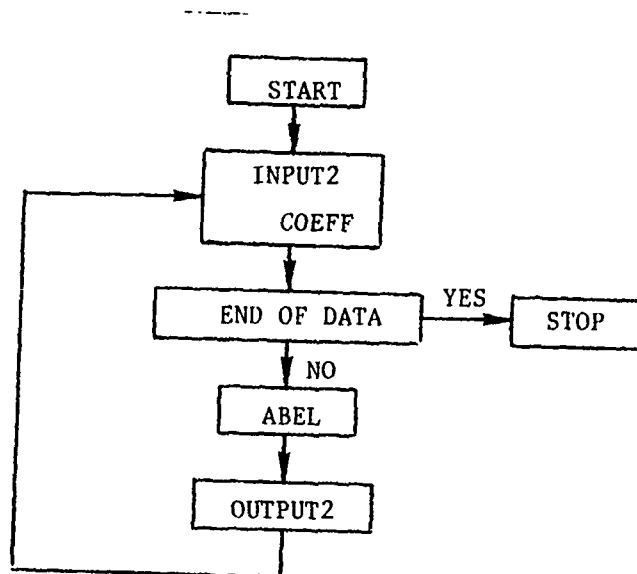 START
INPUT2
COEFF
END OF DATA
YES
STOP
NO
ABEL
OUTPUT2